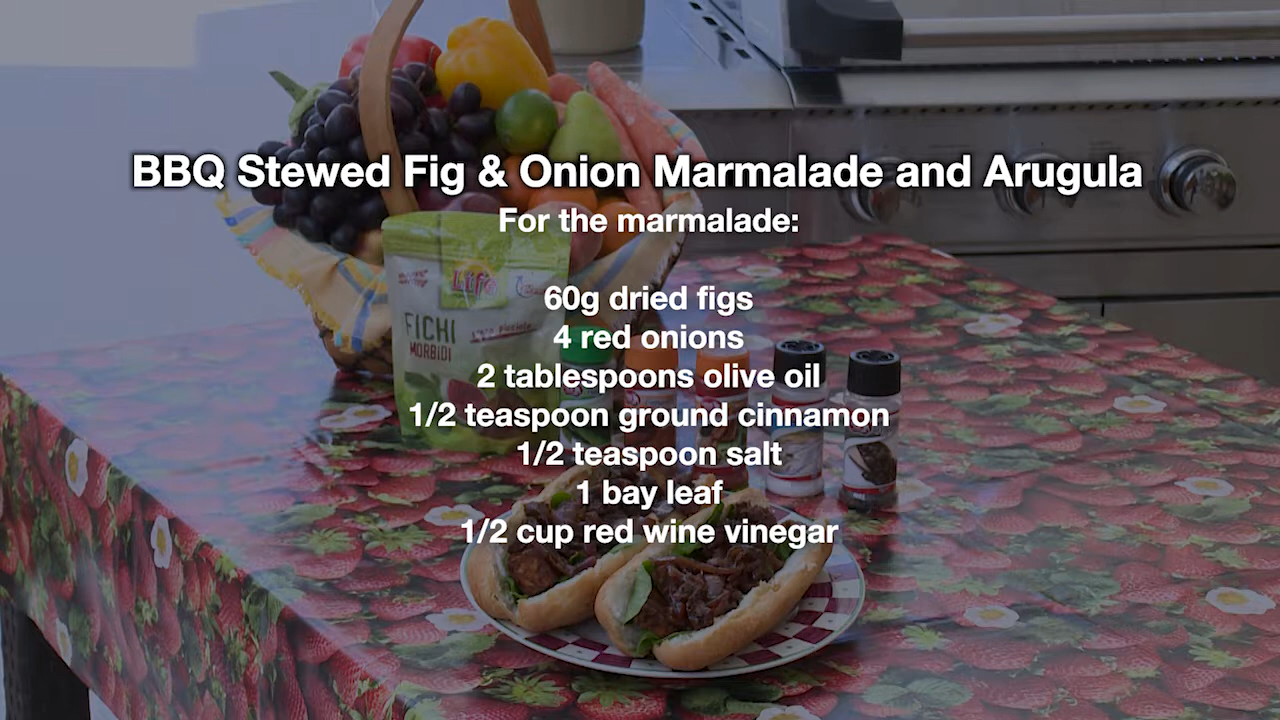 BBQ Stewed Fig & Onion Marmalade and Arugula
For the marmalade:
60g dried figs
4 red onions
2 tablespoons olive oil
1/2 teaspoon ground cinnamon
1/2 teaspoon salt
1 bay leaf
1/2 cup red wine vinegar
Life
FICHI
MORBIDI